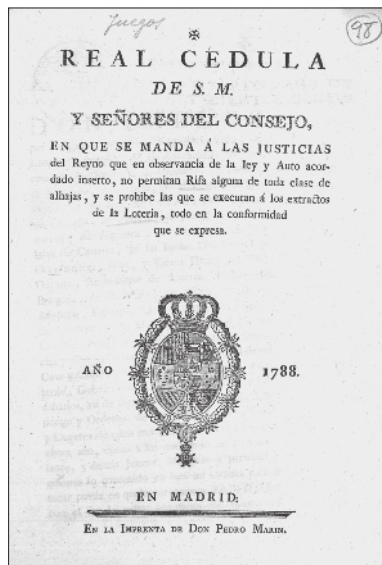 Juegos
98
REAL CEDULA
DE S. M.
Y SEÑORES DEL CONSEJO,
EN QUE SE MANDA Á LAS JUSTICIAS
del Reyno que en observancia de la ley y Auto acor-
dado inserto, no permitan Rifa alguna de toda clase de
alhajas, y se prohibe las que se executan á los extractos
de la Loteria, todo en la conformidad
que se expresa.
AÑO 1788.
EN MADRID:
EN LA IMPRENTA DE DON PEDRO MARIN.